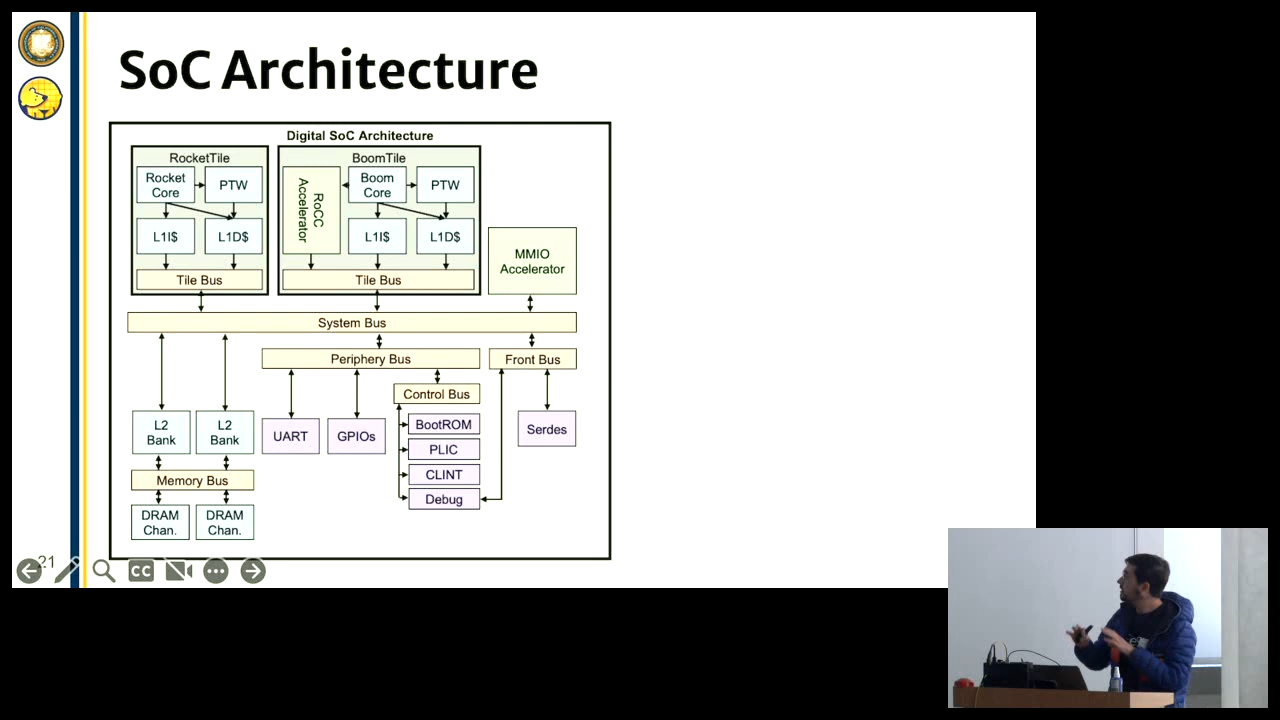 SoC Architecture
Digital SoC Architecture
RocketTile
BoomTile
Rocket
Core
PTW
RoCC
Accelerator
Boom
Core
PTW
L1I$
L1D$
L1I$
L1D$
MMIO
Accelerator
Tile Bus
Tile Bus
System Bus
Periphery Bus
Front Bus
Control Bus
L2
Bank
L2
Bank
UART
GPIOs
BootROM
PLIC
CLINT
Debug
Serdes
Memory Bus
DRAM
Chan.
DRAM
Chan.
21
CC